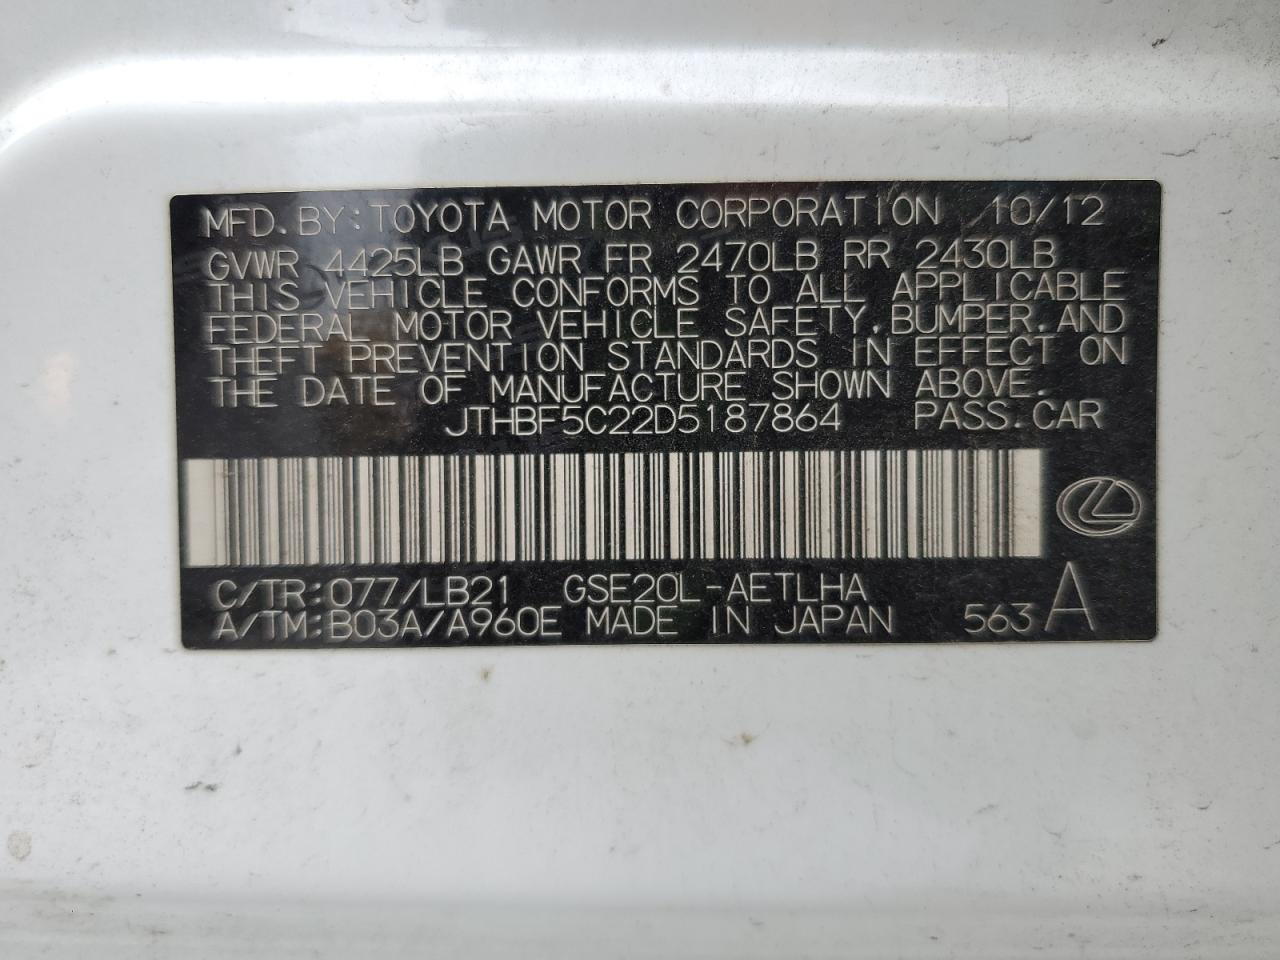 MFD. BY: TOYOTA MOTOR CORPORATION 10/12
GVWR 4425LB GAWR FR 2470LB RR 2430LB
THIS VEHICLE CONFORMS TO ALL APPLICABLE
FEDERAL MOTOR VEHICLE SAFETY, BUMPER, AND
THEFT PREVENTION STANDARDS IN EFFECT ON
THE DATE OF MANUFACTURE SHOWN ABOVE.
JTHBF5C22D5187864 PASS. CAR
C/TR: 077/LB21 GSE20L-AETLHA
A/TM: B03A/A960E MADE IN JAPAN 563 A